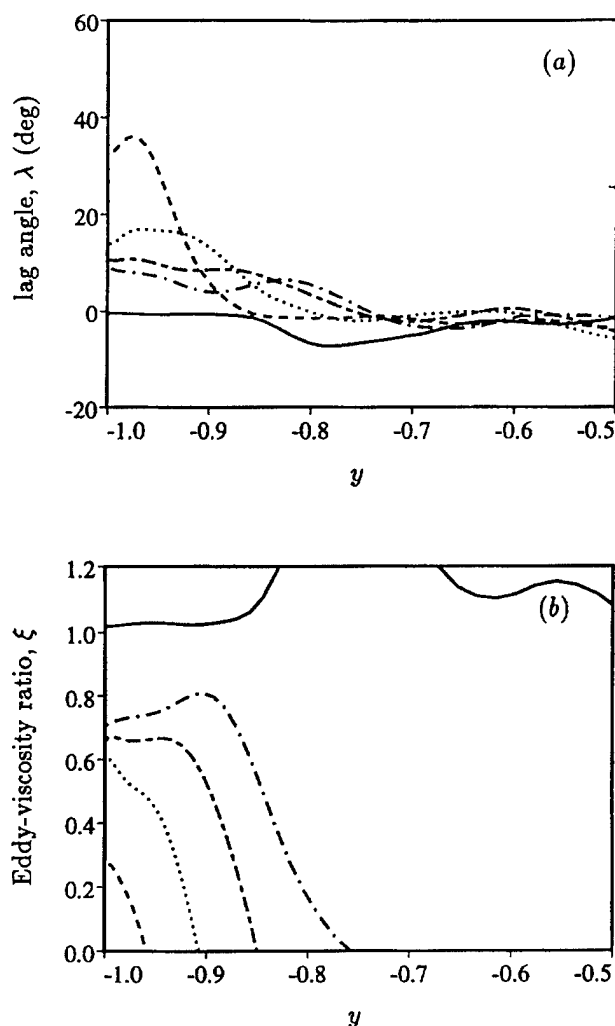 60
(a)
40
lag angle, λ (deg)
20
0
-20
-1.0 -0.9 -0.8 -0.7 -0.6 -0.5
y
1.2
(b)
1.0
Eddy-viscosity ratio, ξ
0.8
0.6
0.4
0.2
0.0
-1.0 -0.9 -0.8 -0.7 -0.6 -0.5
y